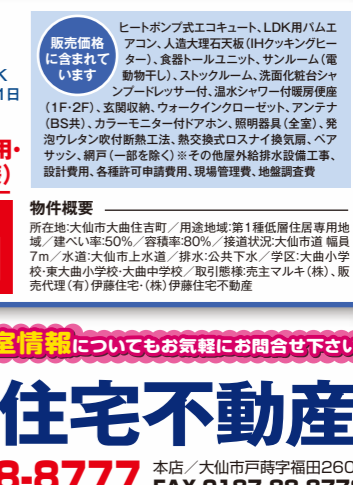 販売価格
に含まれて
います
ヒートポンプ式エコキュート、LDK用パムエ
アコン、人造大理石天板(IHクッキングヒー
ター)、食器トールユニット、サンルーム(電
動物干し)、ストックルーム、洗面化粧台シャ
ンプードレッサー付、温水シャワー付暖房便座
(1F・2F)、玄関収納、ウォークインクローゼット、アンテナ
(BS共)、カラーモニター付ドアホン、照明器具(全室)、発
泡ウレタン吹付断熱工法、熱交換式ロスナイ換気扇、ペア
サッシ、網戸(一部を除く)※その他屋外給排水設備工事、
設計費用、各種許可申請費用、現場管理費、地盤調査費
K
1日
用・
)
物件概要
所在地:大仙市大曲住吉町/用途地域:第1種低層住居専用地
域/建ぺい率:50%/容積率:80%/接道状況:大仙市道 幅員
7m/水道:大仙市上水道/排水:公共下水/学区:大曲小学
校・東大曲小学校・大曲中学校/取引態様:売主マルキ(株)、販
売代理(有)伊藤住宅・(株)伊藤住宅不動産
室情報についてもお気軽にお問合せ下さい
住宅不動産
8-8777
本店/大仙市戸蒔字福田260